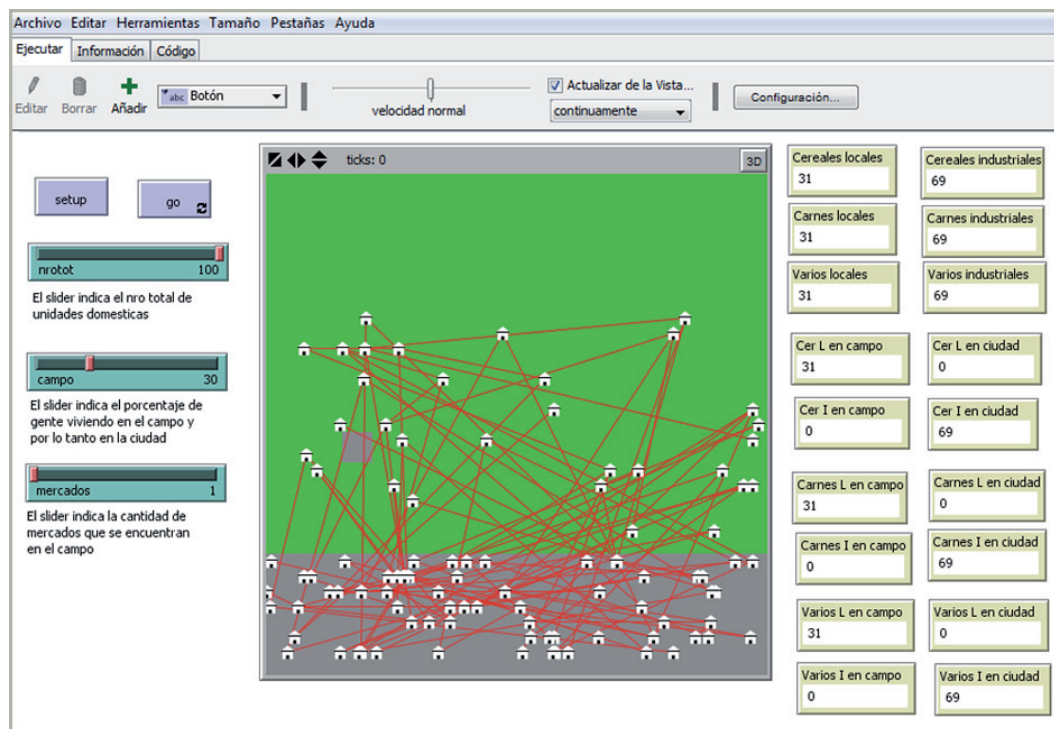 Archivo Editar Herramientas Tamaño Pestañas Ayuda
Ejecutar Información Código
Editar Borrar Añadir abc Botón velocidad normal Actualizar de la Vista... continuamente Configuración...
setup go
nrotot 100
El slider indica el nro total de
unidades domesticas
campo 30
El slider indica el porcentaje de
gente viviendo en el campo y
por lo tanto en la ciudad
mercados 1
El slider indica la cantidad de
mercados que se encuentran
en el campo
ticks: 0 3D
Cereales locales
31
Cereales industriales
69
Carnes locales
31
Carnes industriales
69
Varios locales
31
Varios industriales
69
Cer L en campo
31
Cer L en ciudad
0
Cer I en campo
0
Cer I en ciudad
69
Carnes L en campo
31
Carnes L en ciudad
0
Carnes I en campo
0
Carnes I en ciudad
69
Varios L en campo
31
Varios L en ciudad
0
Varios I en campo
0
Varios I en ciudad
69